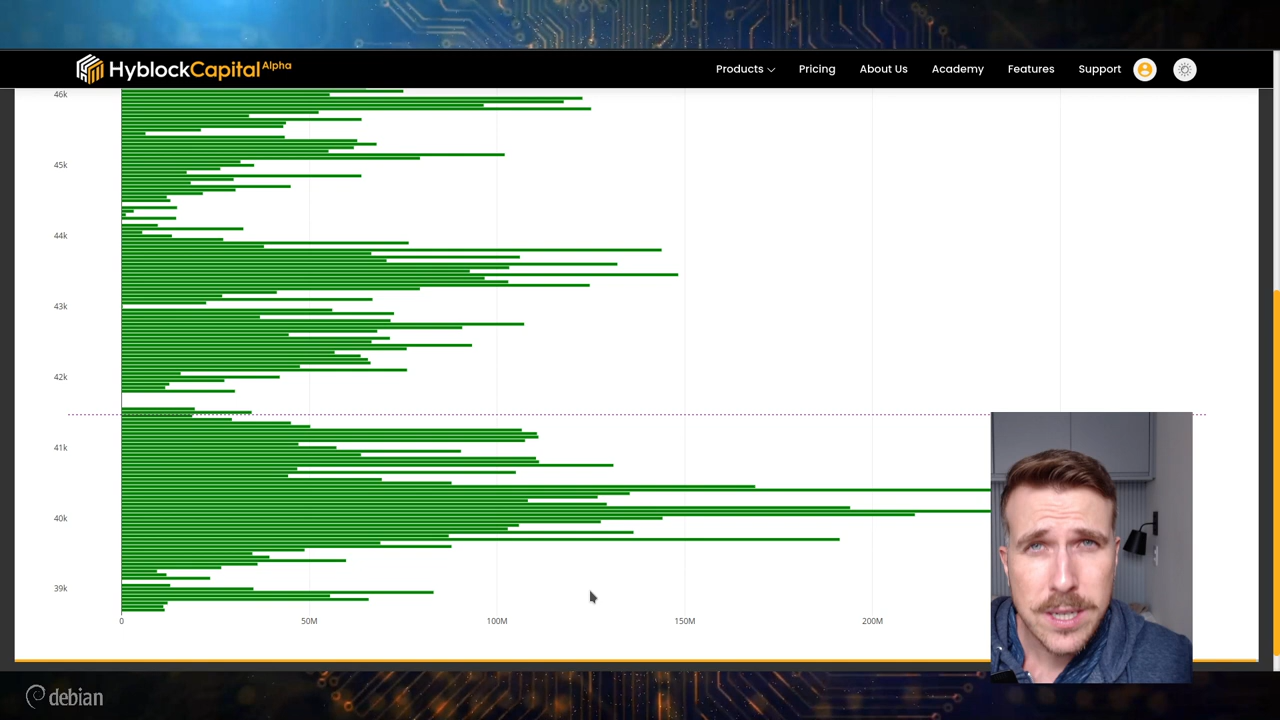 HyblockCapital Alpha
Products Pricing About Us Academy Features Support
46k
45k
44k
43k
42k
41k
40k
39k
0 50M 100M 150M 200M
debian